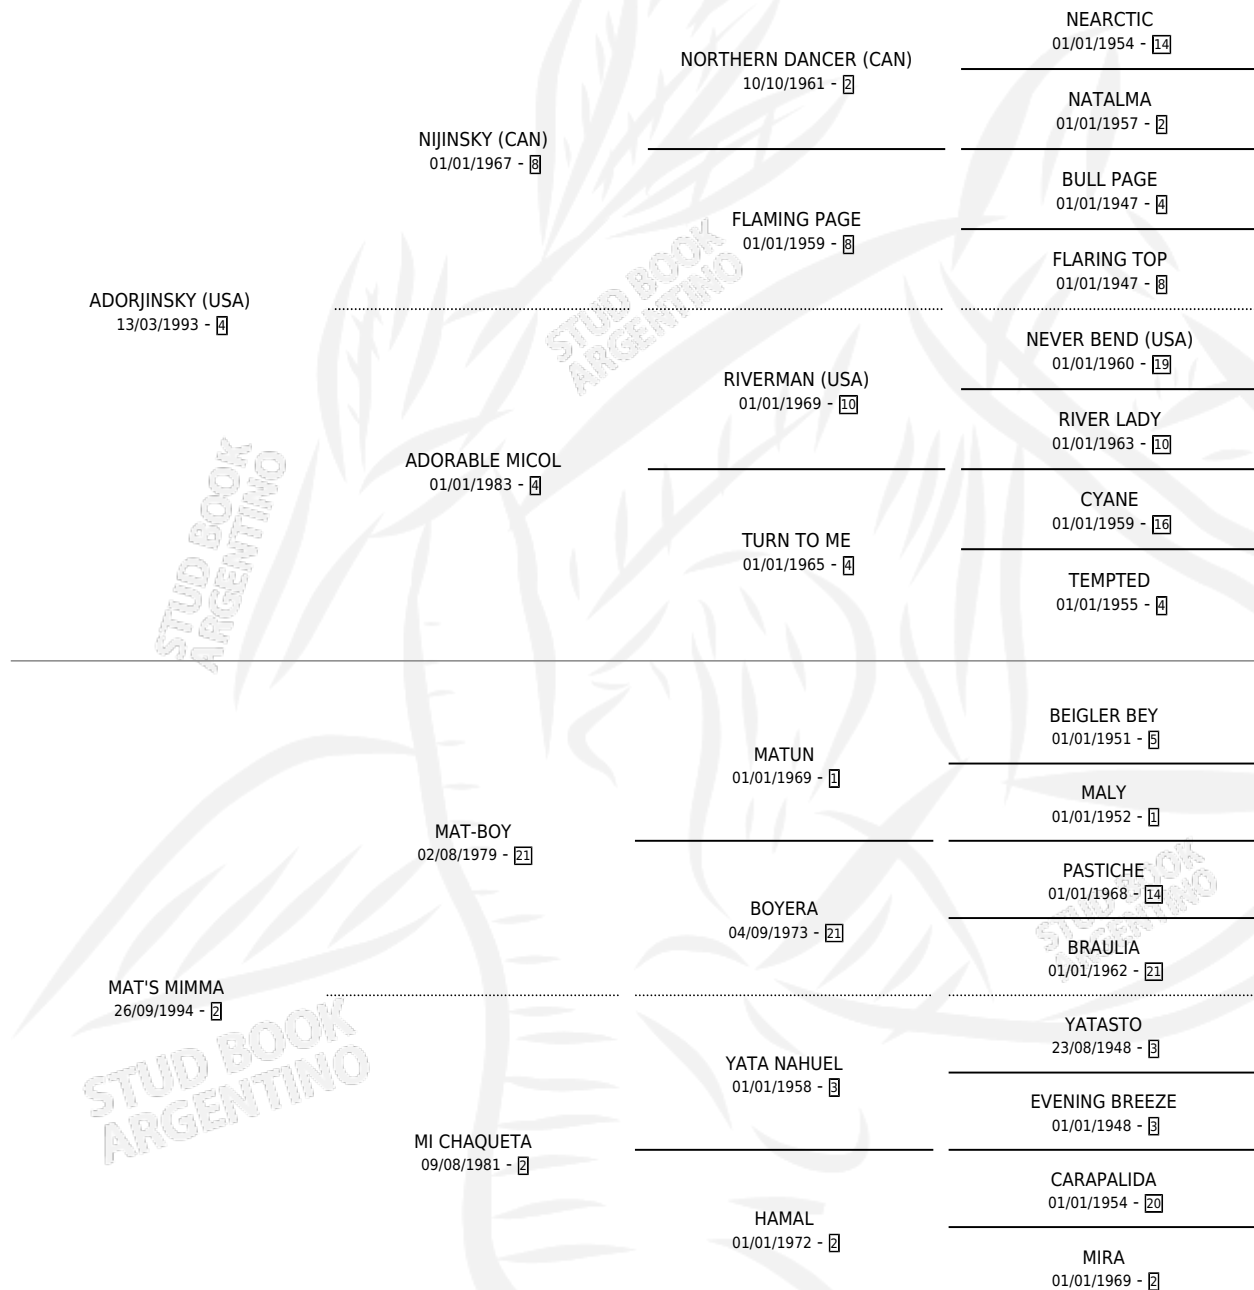 NEARCTIC
01/01/1954 - 14
NORTHERN DANCER (CAN)
10/10/1961 - 2
NATALMA
01/01/1957 - 2
NIJINSKY (CAN)
01/01/1967 - 8
BULL PAGE
01/01/1947 - 4
FLAMING PAGE
01/01/1959 - 8
FLARING TOP
01/01/1947 - 8
ADORJINSKY (USA)
13/03/1993 - 4
NEVER BEND (USA)
01/01/1960 - 19
RIVERMAN (USA)
01/01/1969 - 10
RIVER LADY
01/01/1963 - 10
ADORABLE MICOL
01/01/1983 - 4
CYANE
01/01/1959 - 16
TURN TO ME
01/01/1965 - 4
TEMPTED
01/01/1955 - 4
BEIGLER BEY
01/01/1951 - 5
MATUN
01/01/1969 - 1
MALY
01/01/1952 - 1
MAT-BOY
02/08/1979 - 21
PASTICHE
01/01/1968 - 14
BOYERA
04/09/1973 - 21
BRAULIA
01/01/1962 - 21
MAT'S MIMMA
26/09/1994 - 2
YATASTO
23/08/1948 - 3
YATA NAHUEL
01/01/1958 - 3
EVENING BREEZE
01/01/1948 - 3
MI CHAQUETA
09/08/1981 - 2
CARAPALIDA
01/01/1954 - 20
HAMAL
01/01/1972 - 2
MIRA
01/01/1969 - 2
STUD BOOK
ARGENTINO
STUD BOOK
ARGENTINO
STUD BOOK
ARGENTINO
STUD BOOK
ARGENTINO